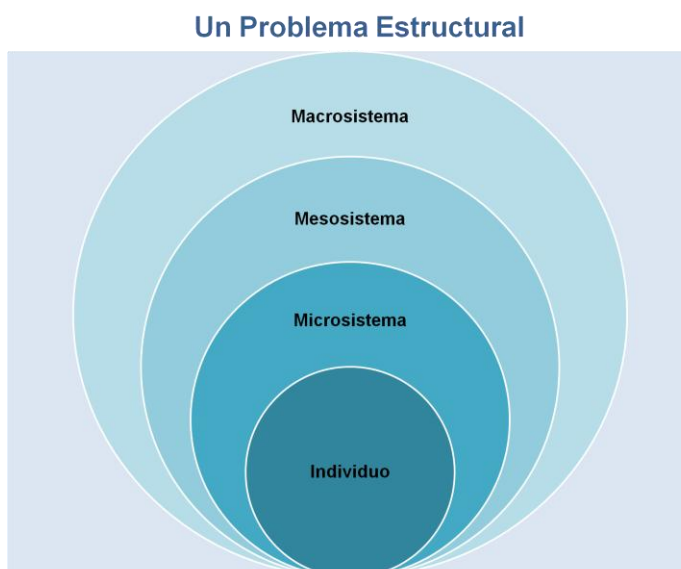 Un Problema Estructural
Macrosistema
Mesosistema
Microsistema
Individuo